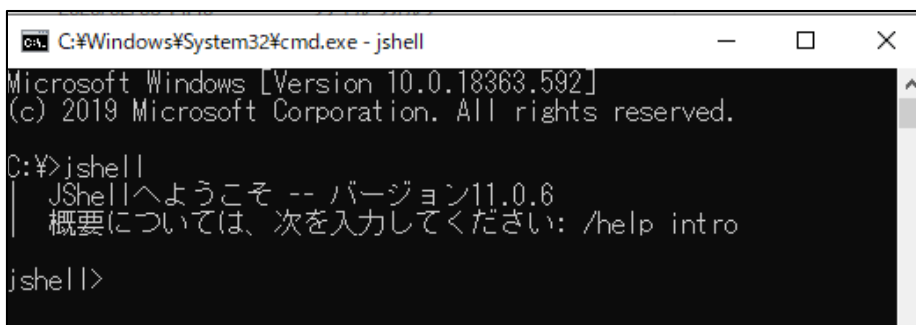 C:¥Windows¥System32¥cmd.exe - jshell
Microsoft Windows [Version 10.0.18363.592]
(c) 2019 Microsoft Corporation. All rights reserved.
C:¥>jshell
| JShellへようこそ -- バージョン11.0.6
| 概要については、次を入力してください: /help intro
jshell>